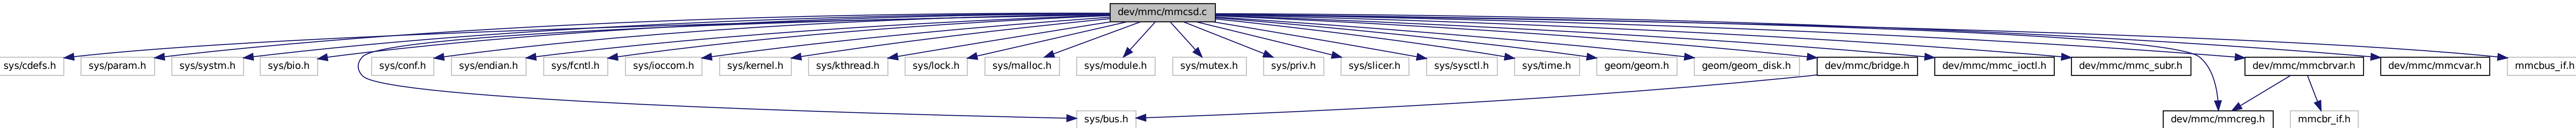 dev/mmc/mmcsd.c
sys/cdefs.h
sys/param.h
sys/systm.h
sys/bio.h
sys/conf.h
sys/endian.h
sys/fcntl.h
sys/ioccom.h
sys/kernel.h
sys/kthread.h
sys/lock.h
sys/malloc.h
sys/module.h
sys/mutex.h
sys/priv.h
sys/slicer.h
sys/sysctl.h
sys/time.h
geom/geom.h
geom/geom_disk.h
dev/mmc/bridge.h
dev/mmc/mmc_ioctl.h
dev/mmc/mmc_subr.h
dev/mmc/mmcbrvar.h
dev/mmc/mmcvar.h
mmcbus_if.h
sys/bus.h
dev/mmc/mmcreg.h
mmcbr_if.h